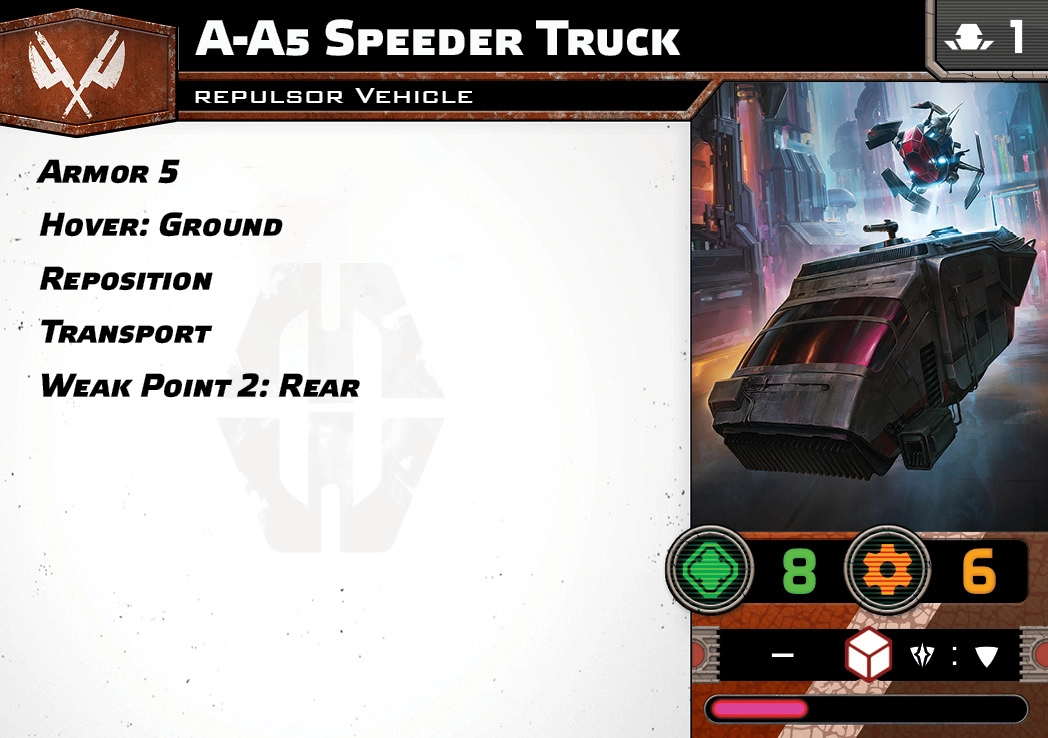 A-A5 Speeder Truck
1
Repulsor Vehicle
Armor 5
Hover: Ground
Reposition
Transport
Weak Point 2: Rear
8 6
– :